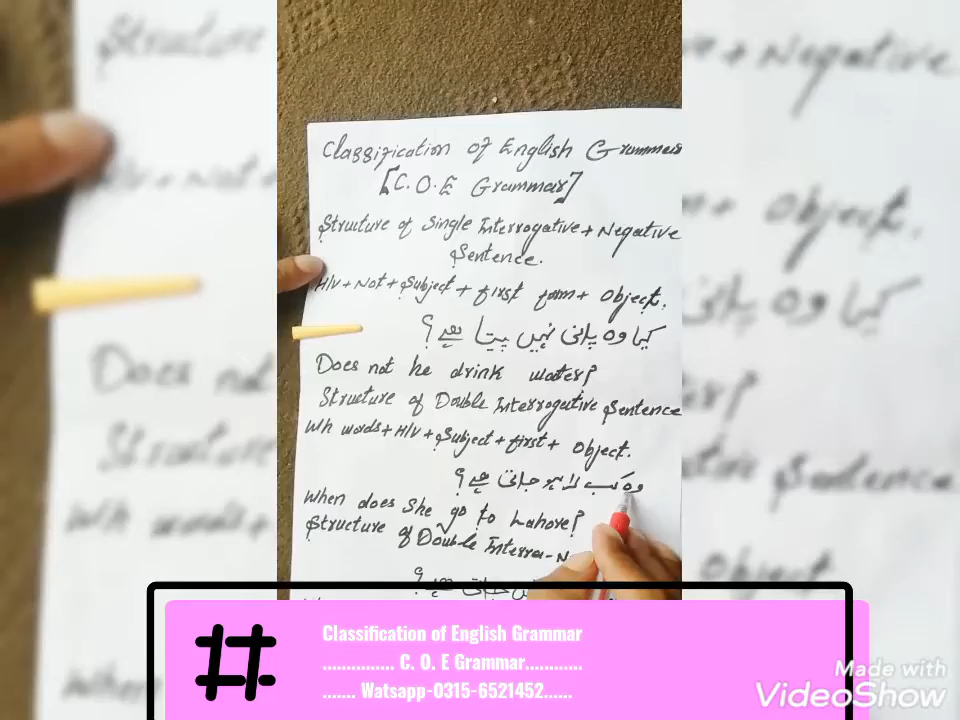 Classification of English Grammar
[C. O. E Grammar]
Structure of Single Interrogative + Negative
Sentence.
H/v + Not + Subject + first form + Object.
کیا وہ پانی نہیں پیتا ہے؟
Does not he drink water?
Structure of Double Interrogative Sentence
Wh words + H/v + Subject + first + Object.
وہ کب لاہور جاتی ہے؟
When does She go to Lahore?
Structure of Double Interro-N
جاتی ہے؟
Classification of English Grammar
............... C. O. E Grammar............
....... Watsapp-0315-6521452......
Made with
VideoShow